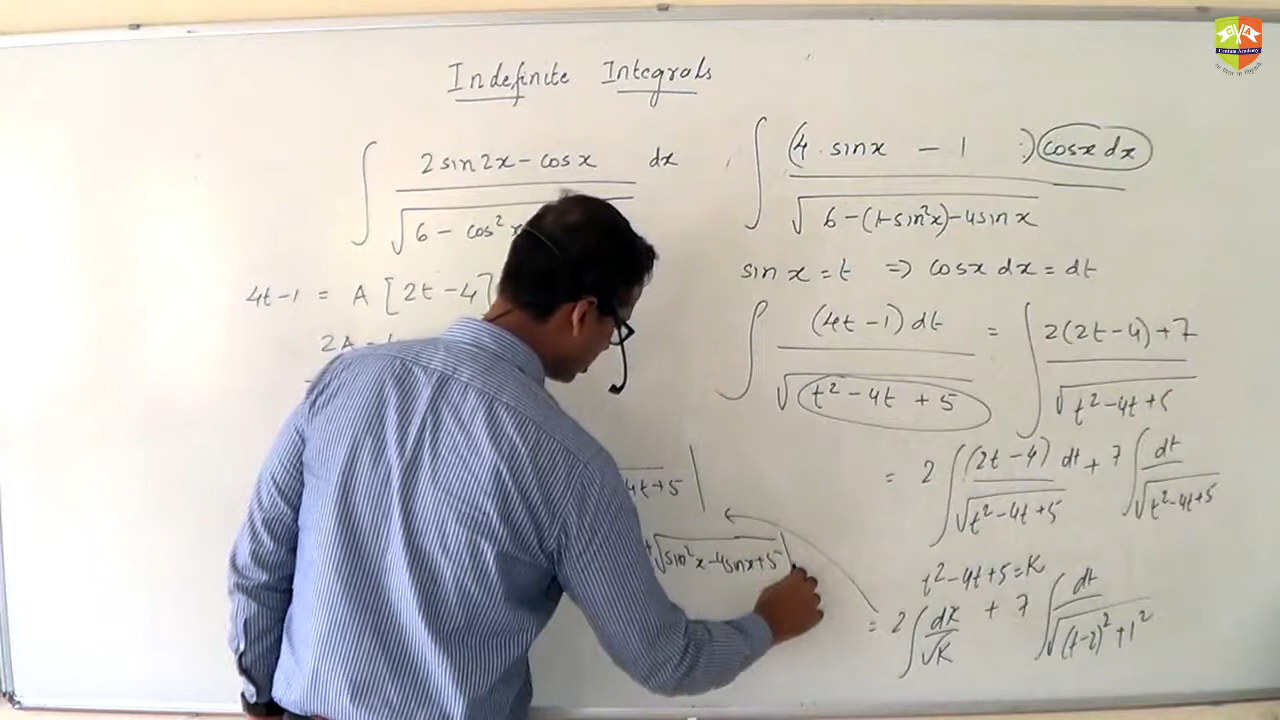 Indefinite Integrals
∫ (2 sin 2x - cos x) / √(6 - cos² x dx
∫ (4 . sin x - 1 ) cos x dx / √(6 - (1 - sin² x) - 4 sin x)
sin x = t ⇒ cos x dx = dt
4t - 1 = A [2t - 4]
∫ (4t - 1) dt / √(t² - 4t + 5) = ∫ 2(2t - 4) + 7 / √(t² - 4t + 5)
2A
= 2 ∫ (2t - 4) dt / √(t² - 4t + 5) + 7 ∫ dt / √(t² - 4t + 5)
4t + 5 |
+ √(sin² x - 4 sin x + 5) |
t² - 4t + 5 = K
= 2 ∫ dK / √K + 7 ∫ dt / √((t - 2)² + 1²)
Centum Academy